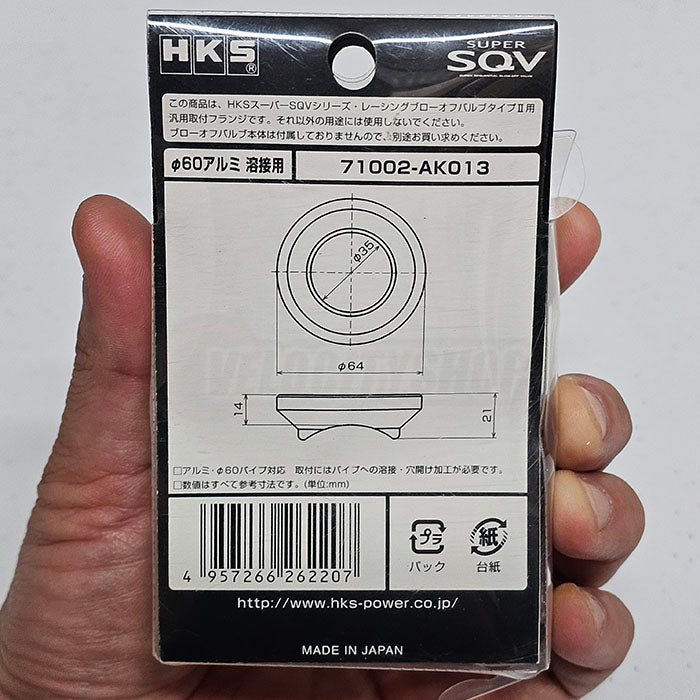 HKS®
SUPER
SQV
SUPER SEQUENTIAL BLOW-OFF VALVE
この商品は、HKSスーパーSQVシリーズ・レーシングブローオフバルブタイプⅡ用
汎用取付フランジです。それ以外の用途には使用しないでください。
ブローオフバルブ本体は付属しておりませんので、別途お買い求めください。
φ60アルミ 溶接用
71002-AK013
φ35
φ64
14
21
□アルミ・φ60パイプ対応 取付にはパイプへの溶接・穴開け加工が必要です。
□数値はすべて参考寸法です。(単位:mm)
4 957266 262207
プラ
パック
紙
台紙
http://www.hks-power.co.jp/
MADE IN JAPAN